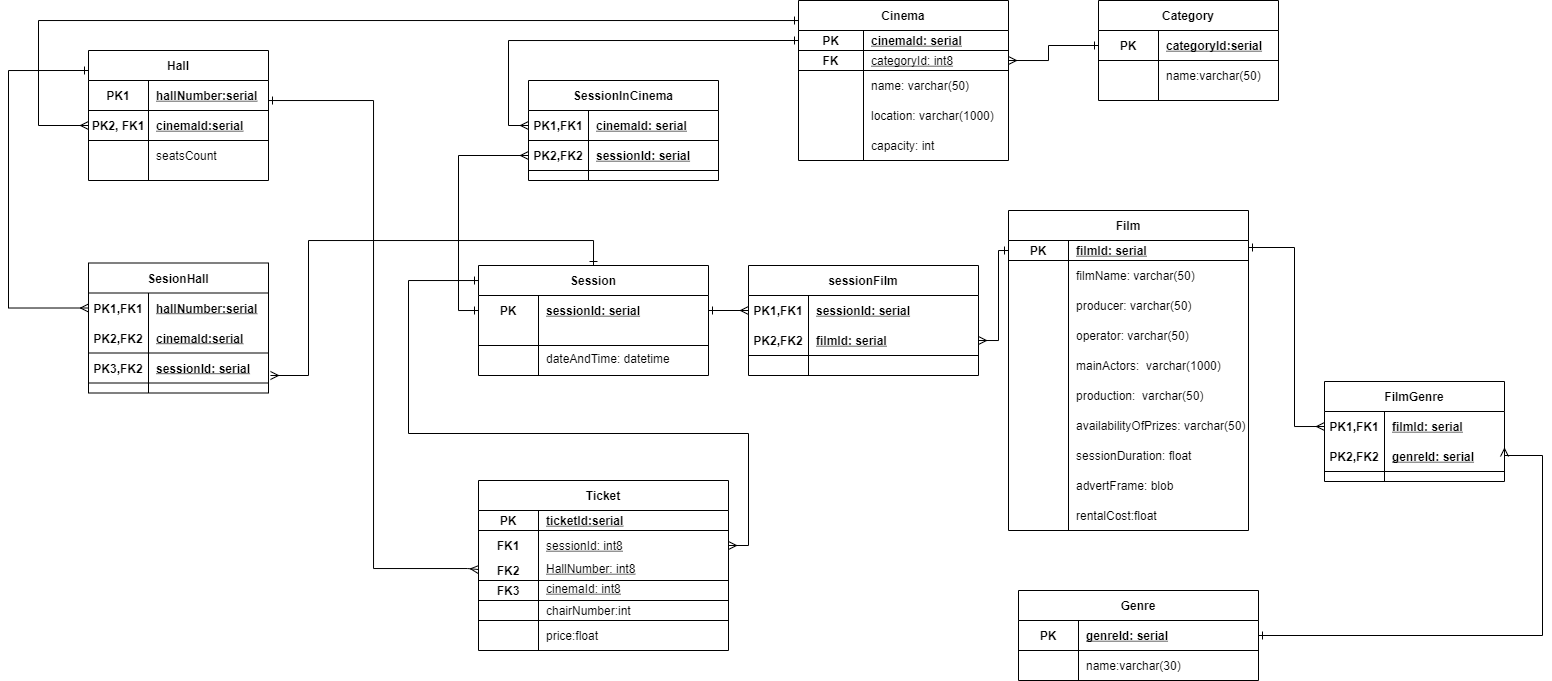 Cinema
PK cinemaId: serial
FK categoryId: int8
name: varchar(50)
location: varchar(1000)
capacity: int
Category
PK categoryId:serial
name:varchar(50)
Hall
PK1 hallNumber:serial
PK2, FK1 cinemaId:serial
seatsCount
SessionInCinema
PK1,FK1 cinemaId: serial
PK2,FK2 sessionId: serial
SesionHall
PK1,FK1 hallNumber:serial
PK2,FK2 cinemaId:serial
PK3,FK2 sessionId: serial
Session
PK sessionId: serial
dateAndTime: datetime
sessionFilm
PK1,FK1 sessionId: serial
PK2,FK2 filmId: serial
Film
PK filmId: serial
filmName: varchar(50)
producer: varchar(50)
operator: varchar(50)
mainActors:  varchar(1000)
production:  varchar(50)
availabilityOfPrizes: varchar(50)
sessionDuration: float
advertFrame: blob
rentalCost:float
FilmGenre
PK1,FK1 filmId: serial
PK2,FK2 genreId: serial
Ticket
PK ticketId:serial
FK1 sessionId: int8
FK2 HallNumber: int8
FK3 cinemaId: int8
chairNumber:int
price:float
Genre
PK genreId: serial
name:varchar(30)